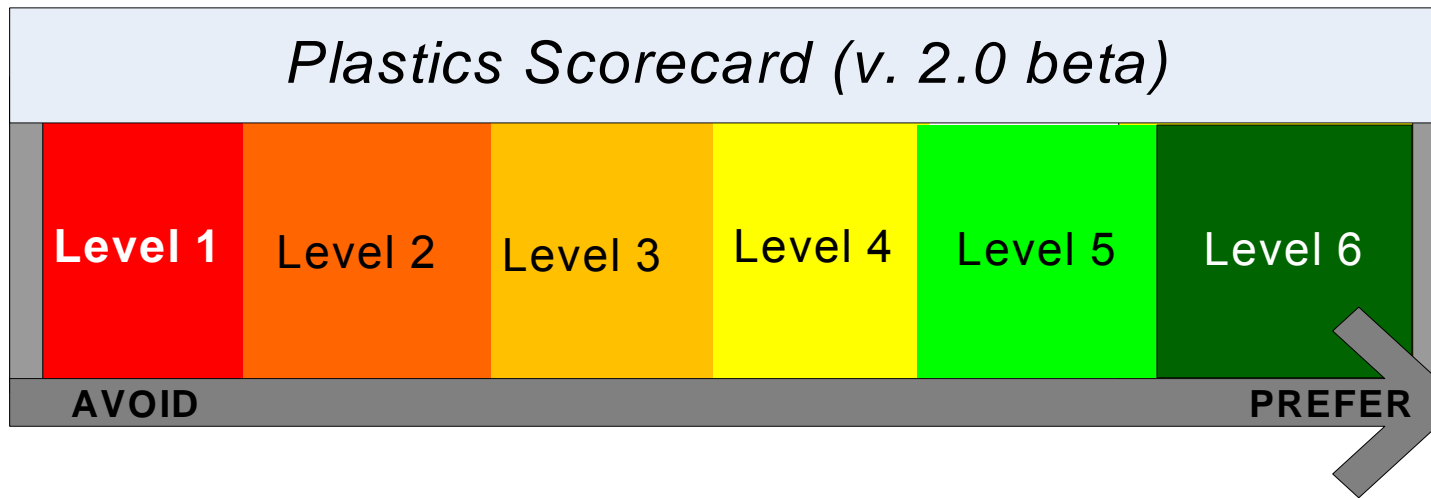 Plastics Scorecard (v. 2.0 beta)
Level 1 Level 2 Level 3 Level 4 Level 5 Level 6
AVOID PREFER